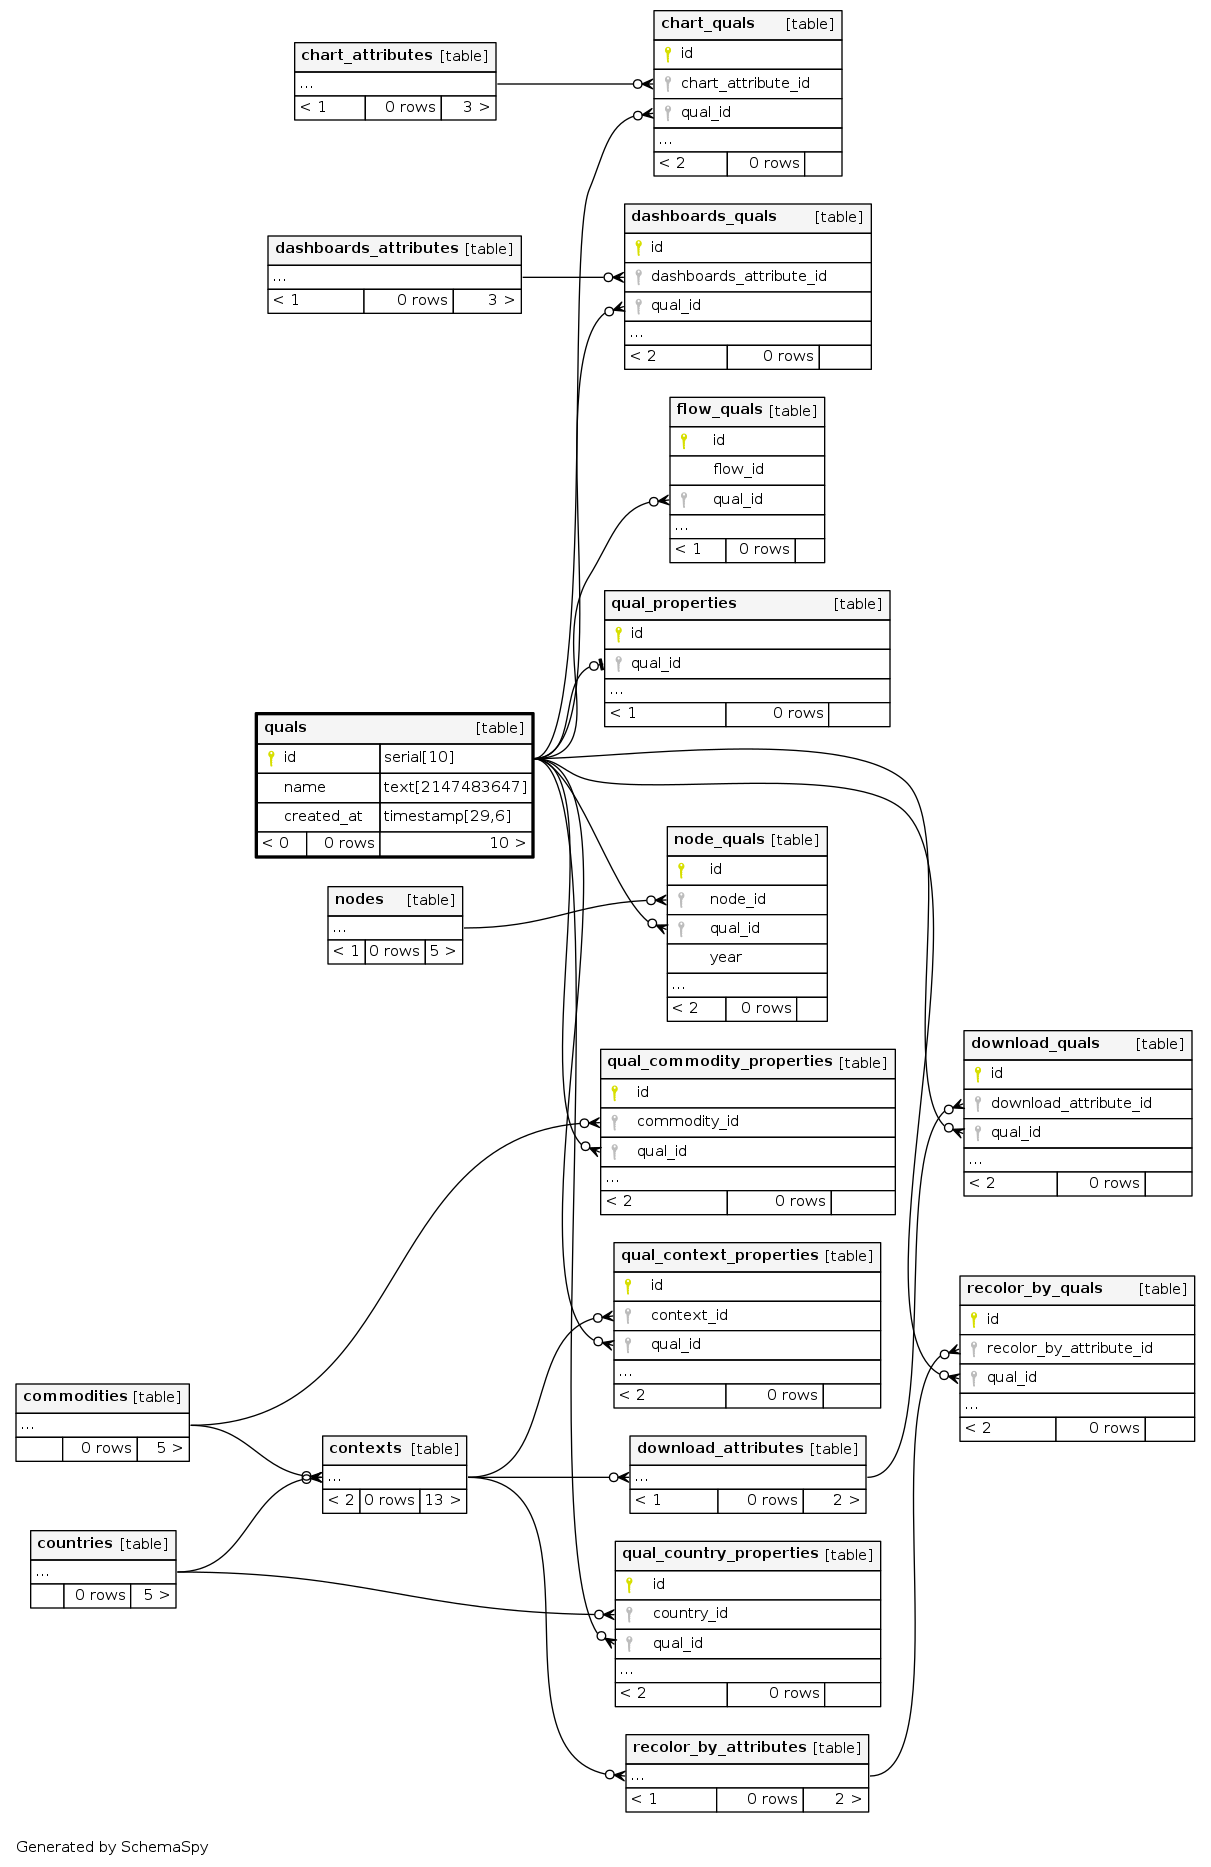 chart_quals [table]
id
chart_attribute_id
qual_id
...
< 2 0 rows
chart_attributes [table]
...
< 1 0 rows 3 >
dashboards_quals [table]
id
dashboards_attribute_id
qual_id
...
< 2 0 rows
dashboards_attributes [table]
...
< 1 0 rows 3 >
flow_quals [table]
id
flow_id
qual_id
...
< 1 0 rows
qual_properties [table]
id
qual_id
...
< 1 0 rows
quals [table]
id serial[10]
name text[2147483647]
created_at timestamp[29,6]
< 0 0 rows 10 >
node_quals [table]
id
node_id
qual_id
year
...
< 2 0 rows
nodes [table]
...
< 1 0 rows 5 >
download_quals [table]
id
download_attribute_id
qual_id
...
< 2 0 rows
qual_commodity_properties [table]
id
commodity_id
qual_id
...
< 2 0 rows
qual_context_properties [table]
id
context_id
qual_id
...
< 2 0 rows
recolor_by_quals [table]
id
recolor_by_attribute_id
qual_id
...
< 2 0 rows
commodities [table]
...
0 rows 5 >
contexts [table]
...
< 2 0 rows 13 >
download_attributes [table]
...
< 1 0 rows 2 >
countries [table]
...
0 rows 5 >
qual_country_properties [table]
id
country_id
qual_id
...
< 2 0 rows
recolor_by_attributes [table]
...
< 1 0 rows 2 >
Generated by SchemaSpy